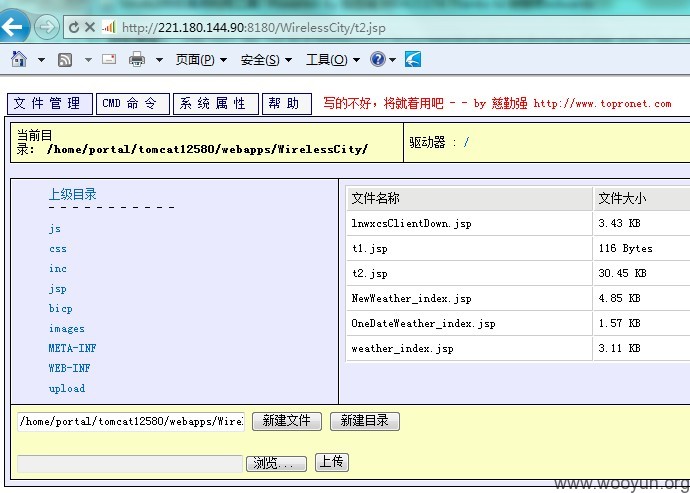 http://221.180.144.90:8180/WirelessCity/t2.jsp
页面(P) 安全(S) 工具(O)
文件管理 CMD 命令 系统属性 帮助 写的不好，将就着用吧 - - by 慈勤强 http://www.topronet.com
当前目录: /home/portal/tomcat12580/webapps/WirelessCity/
驱动器 : /
上级目录
- - - - - - - - - - - -
js
css
inc
jsp
bicp
images
META-INF
WEB-INF
upload
文件名称 文件大小
lnwxcsClientDown.jsp 3.43 KB
t1.jsp 116 Bytes
t2.jsp 30.45 KB
NewWeather_index.jsp 4.85 KB
OneDateWeather_index.jsp 1.57 KB
weather_index.jsp 3.11 KB
/home/portal/tomcat12580/webapps/Wirel 新建文件 新建目录
浏览... 上传
www.wooyun.org